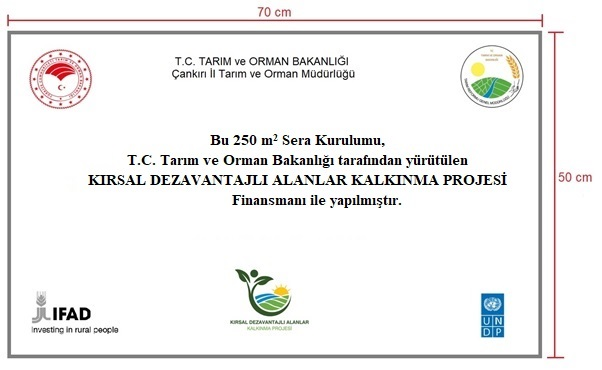 70 cm
T.C. TARIM ve ORMAN BAKANLIĞI
Çankırı İl Tarım ve Orman Müdürlüğü
Bu 250 m² Sera Kurulumu,
T.C. Tarım ve Orman Bakanlığı tarafından yürütülen
KIRSAL DEZAVANTAJLI ALANLAR KALKINMA PROJESİ
Finansmanı ile yapılmıştır.
50 cm
IFAD
Investing in rural people
KIRSAL DEZAVANTAJLI ALANLAR
KALKINMA PROJESİ
U N
D P